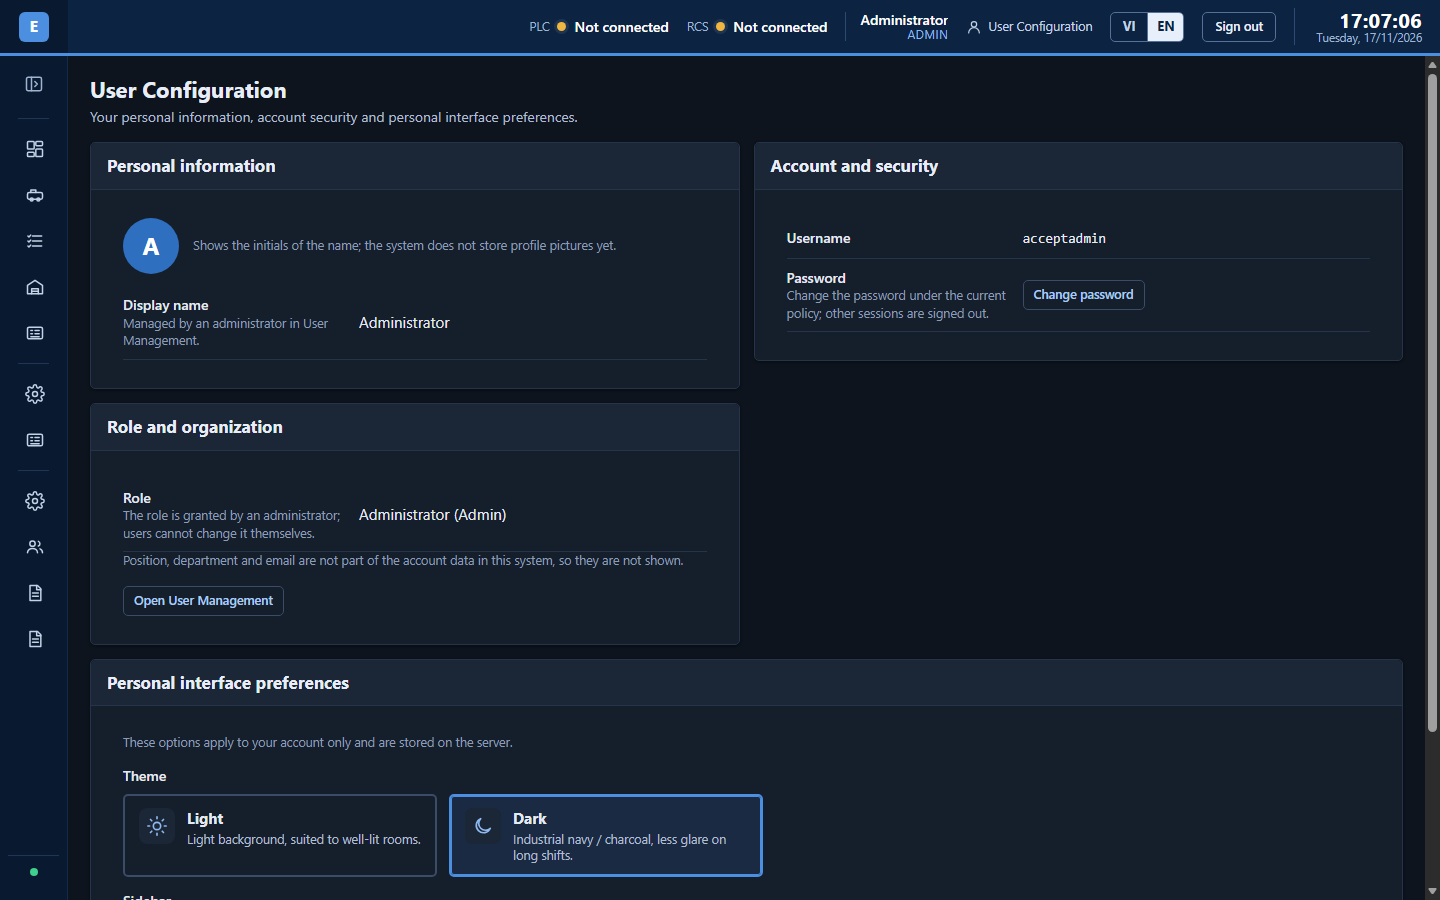 E
PLC Not connected RCS Not connected
Administrator
ADMIN
User Configuration
VI EN
Sign out
17:07:06
Tuesday, 17/11/2026
User Configuration
Your personal information, account security and personal interface preferences.
Personal information
A
Shows the initials of the name; the system does not store profile pictures yet.
Display name
Managed by an administrator in User
Management.
Administrator
Account and security
Username
acceptadmin
Password
Change the password under the current
policy; other sessions are signed out.
Change password
Role and organization
Role
The role is granted by an administrator;
users cannot change it themselves.
Administrator (Admin)
Position, department and email are not part of the account data in this system, so they are not shown.
Open User Management
Personal interface preferences
These options apply to your account only and are stored on the server.
Theme
Light
Light background, suited to well-lit rooms.
Dark
Industrial navy / charcoal, less glare on
long shifts.
Sidebar